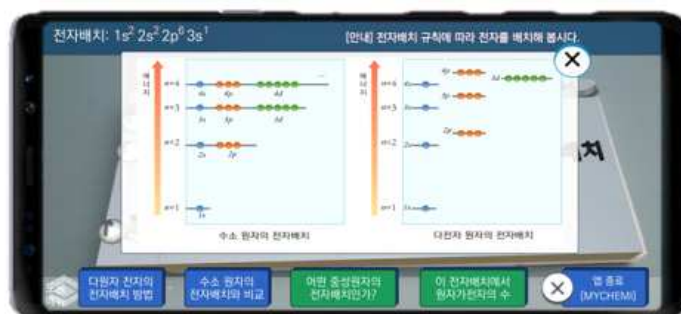 전자배치: 1s² 2s² 2p⁶ 3s¹
[안내] 전자배치 규칙에 따라 전자를 배치해 봅시다.
에너지
n=4
4s 4p 4d
n=3
3s 3p 3d
n=2
2s 2p
n=1
1s
수소 원자의 전자배치
에너지
n=4
4s 4p
3d
n=3
3s 3p
n=2
2s 2p
n=1
1s
다전자 원자의 전자배치
배치
다원자 전자의
전자배치 방법
수소 원자의
전자배치와 비교
어떤 중성원자의
전자배치인가?
이 전자배치에서
원자가전자의 수
앱 종료
(MYCHEMI)